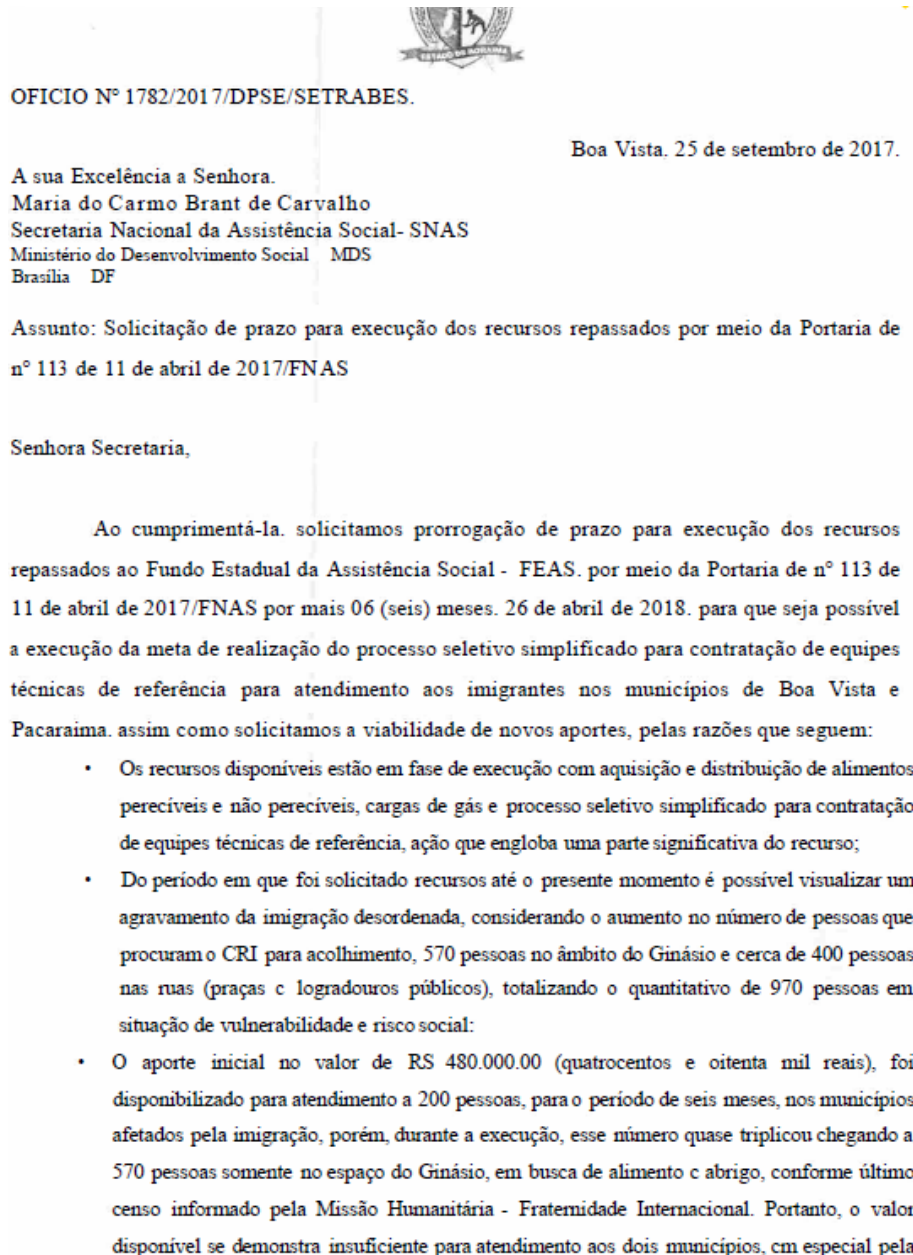 ESTADO DE RORAIMA
OFICIO Nº 1782/2017/DPSE/SETRABES.
Boa Vista. 25 de setembro de 2017.
A sua Excelência a Senhora.
Maria do Carmo Brant de Carvalho
Secretaria Nacional da Assistência Social- SNAS
Ministério do Desenvolvimento Social MDS
Brasília DF
Assunto: Solicitação de prazo para execução dos recursos repassados por meio da Portaria de
nº 113 de 11 de abril de 2017/FNAS
Senhora Secretaria,
Ao cumprimentá-la. solicitamos prorrogação de prazo para execução dos recursos
repassados ao Fundo Estadual da Assistência Social - FEAS. por meio da Portaria de nº 113 de
11 de abril de 2017/FNAS por mais 06 (seis) meses. 26 de abril de 2018. para que seja possível
a execução da meta de realização do processo seletivo simplificado para contratação de equipes
técnicas de referência para atendimento aos imigrantes nos municípios de Boa Vista e
Pacaraima. assim como solicitamos a viabilidade de novos aportes, pelas razões que seguem:
• Os recursos disponíveis estão em fase de execução com aquisição e distribuição de alimentos
perecíveis e não perecíveis, cargas de gás e processo seletivo simplificado para contratação
de equipes técnicas de referência, ação que engloba uma parte significativa do recurso;
• Do período em que foi solicitado recursos até o presente momento é possível visualizar um
agravamento da imigração desordenada, considerando o aumento no número de pessoas que
procuram o CRI para acolhimento, 570 pessoas no âmbito do Ginásio e cerca de 400 pessoas
nas ruas (praças c logradouros públicos), totalizando o quantitativo de 970 pessoas em
situação de vulnerabilidade e risco social:
• O aporte inicial no valor de RS 480.000.00 (quatrocentos e oitenta mil reais), foi
disponibilizado para atendimento a 200 pessoas, para o período de seis meses, nos municípios
afetados pela imigração, porém, durante a execução, esse número quase triplicou chegando a
570 pessoas somente no espaço do Ginásio, em busca de alimento c abrigo, conforme último
censo informado pela Missão Humanitária - Fraternidade Internacional. Portanto, o valor
disponível se demonstra insuficiente para atendimento aos dois municípios, cm especial pela